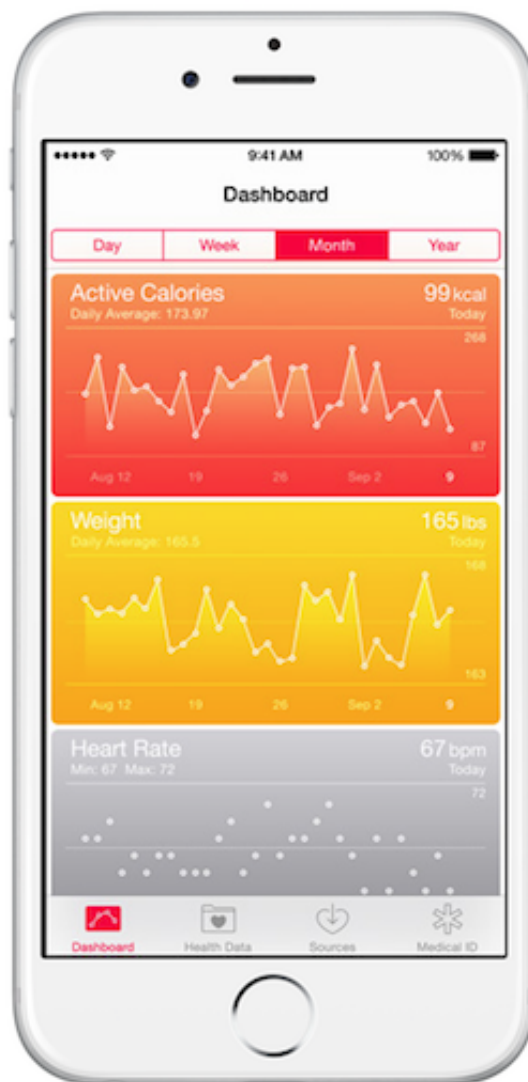 9:41 AM 100%
Dashboard
Day Week Month Year
Active Calories 99 kcal
Daily Average: 173.97 Today
268
87
Aug 12 19 26 Sep 2 9
Weight 165 lbs
Daily Average: 165.5 Today
168
163
Aug 12 19 26 Sep 2 9
Heart Rate 67 bpm
Min: 67 Max: 72 Today
72
Dashboard Health Data Sources Medical ID